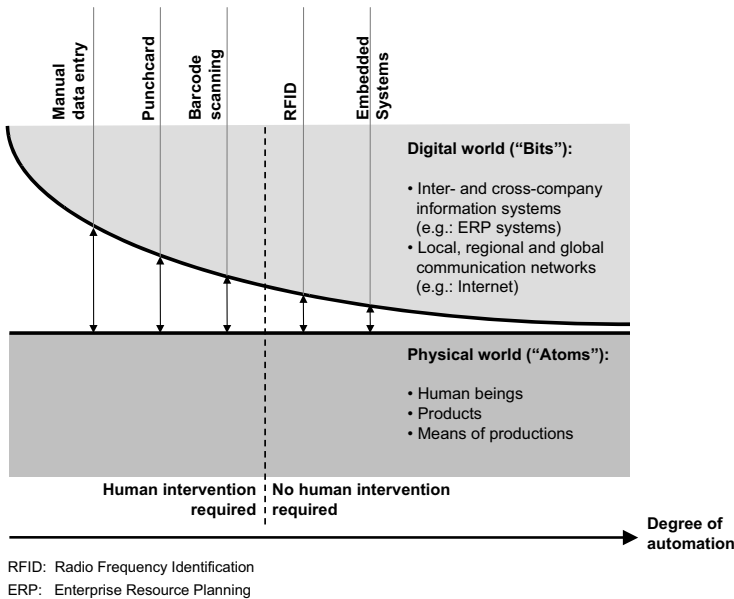 Manual
data entry
Punchcard
Barcode
scanning
RFID
Embedded
Systems
Digital world (“Bits”):
• Inter- and cross-company
information systems
(e.g.: ERP systems)
• Local, regional and global
communication networks
(e.g.: Internet)
Physical world (“Atoms”):
• Human beings
• Products
• Means of productions
Human intervention
required
No human intervention
required
Degree of
automation
RFID: Radio Frequency Identification
ERP: Enterprise Resource Planning